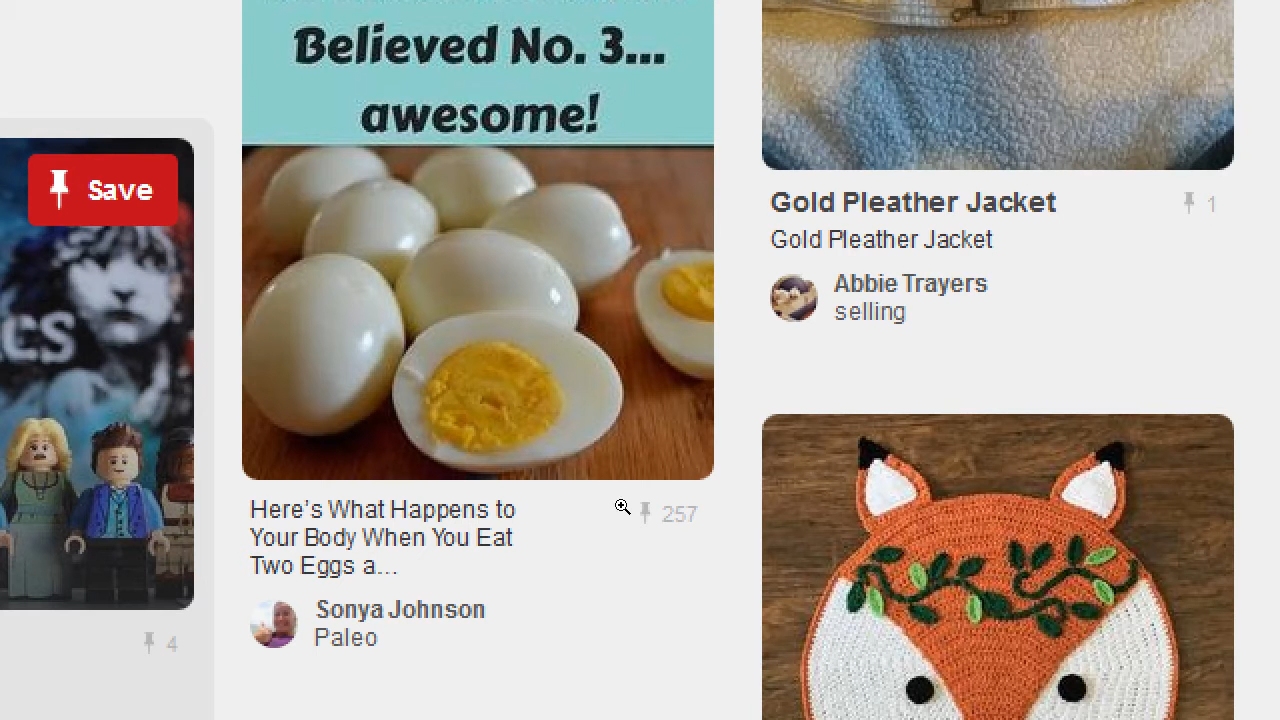 Save
CS
4
Believed No. 3...
awesome!
Here's What Happens to
Your Body When You Eat
Two Eggs a...
257
Sonya Johnson
Paleo
Gold Pleather Jacket
1
Gold Pleather Jacket
Abbie Trayers
selling